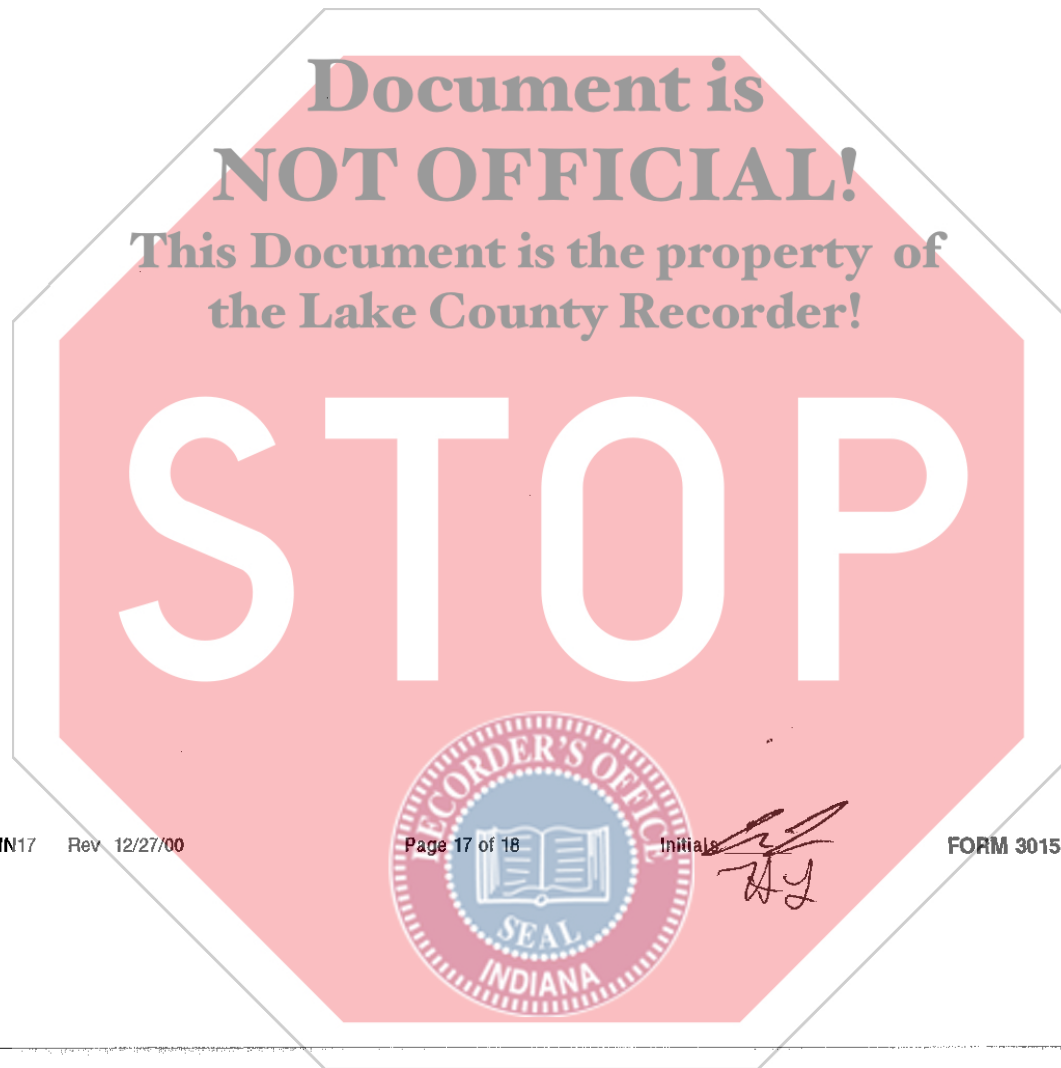 Document is
NOT OFFICIAL!
This Document is the property of
the Lake County Recorder!
STOP
RECORDER'S OFFICE
IN17 Rev 12/27/00 Page 17 of 18 Initials FORM 3015
SEAL
INDIANA